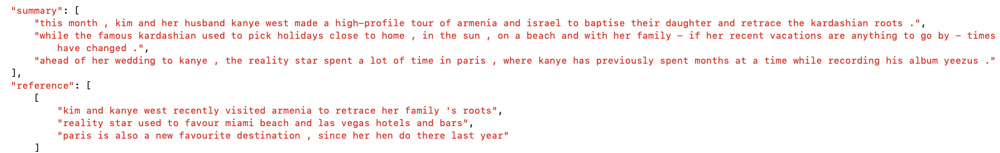 "summary": [
"this month , kim and her husband kanye west made a high-profile tour of armenia and israel to baptise their daughter and retrace the kardashian roots .",
"while the famous kardashian used to pick holidays close to home , in the sun , on a beach and with her family - if her recent vacations are anything to go by - times
have changed .",
"ahead of her wedding to kanye , the reality star spent a lot of time in paris , where kanye has previously spent months at a time while recording his album yeezus ."
],
"reference": [
[
"kim and kanye west recently visited armenia to retrace her family 's roots",
"reality star used to favour miami beach and las vegas hotels and bars",
"paris is also a new favourite destination , since her hen do there last year"
]